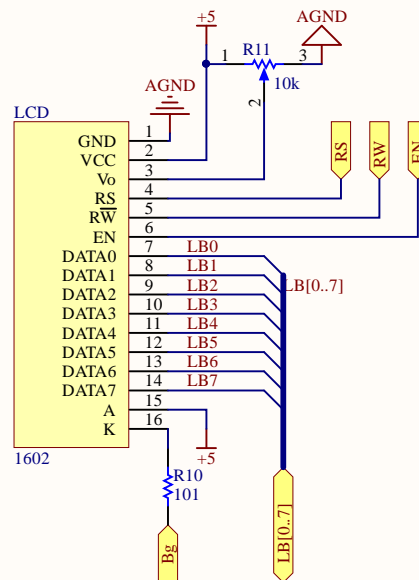 +5
R11
1
3
AGND
10k
2
AGND
LCD
GND 1
VCC 2
Vo 3
RS 4
RW 5
EN 6
DATA0 7 LB0
DATA1 8 LB1
DATA2 9 LB2
DATA3 10 LB3
DATA4 11 LB4
DATA5 12 LB5
DATA6 13 LB6
DATA7 14 LB7
A 15
K 16
1602
RS
RW
EN
LB[0..7]
+5
R10
101
Bg
LB[0..7]